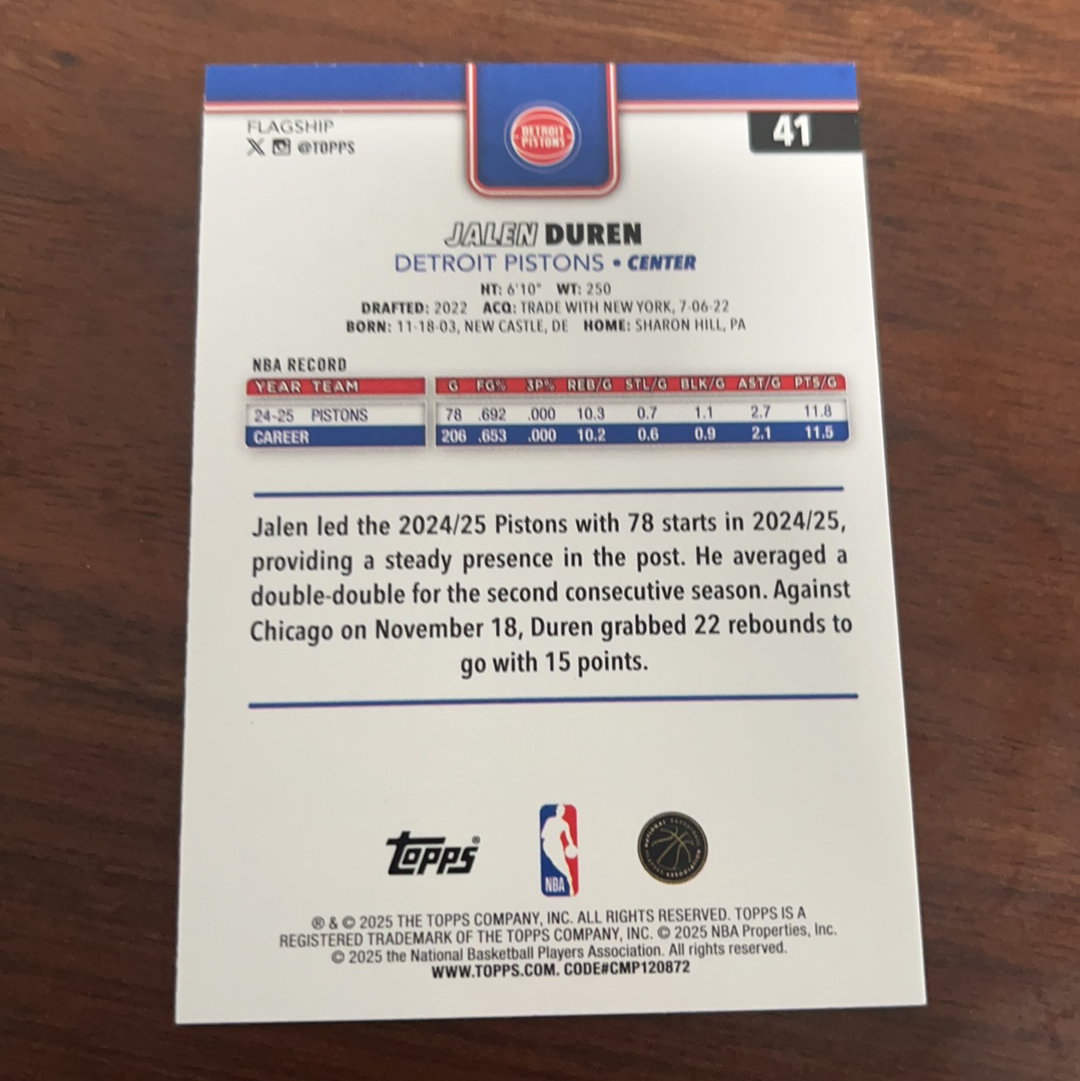 FLAGSHIP
X @TOPPS
DETROIT
PISTONS
41
JALEN DUREN
DETROIT PISTONS • CENTER
HT: 6'10" WT: 250
DRAFTED: 2022 ACQ: TRADE WITH NEW YORK, 7-06-22
BORN: 11-18-03, NEW CASTLE, DE HOME: SHARON HILL, PA
NBA RECORD
YEAR TEAM G FG% 3P% REB/G STL/G BLK/G AST/G PTS/G
24-25 PISTONS 78 .692 .000 10.3 0.7 1.1 2.7 11.8
CAREER 206 .653 .000 10.2 0.6 0.9 2.1 11.5
Jalen led the 2024/25 Pistons with 78 starts in 2024/25,
providing a steady presence in the post. He averaged a
double-double for the second consecutive season. Against
Chicago on November 18, Duren grabbed 22 rebounds to
go with 15 points.
Topps®
NBA
® & © 2025 THE TOPPS COMPANY, INC. ALL RIGHTS RESERVED. TOPPS IS A
REGISTERED TRADEMARK OF THE TOPPS COMPANY, INC. © 2025 NBA Properties, Inc.
© 2025 the National Basketball Players Association. All rights reserved.
WWW.TOPPS.COM. CODE#CMP120872